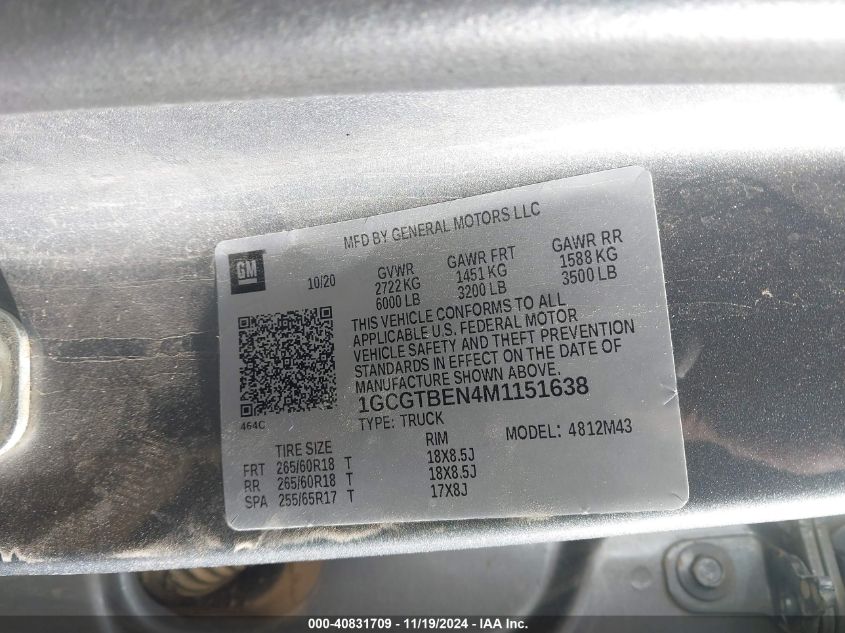 MFD BY GENERAL MOTORS LLC
GM
10/20
GVWR
2722 KG
6000 LB
GAWR FRT
1451 KG
3200 LB
GAWR RR
1588 KG
3500 LB
THIS VEHICLE CONFORMS TO ALL
APPLICABLE U.S. FEDERAL MOTOR
VEHICLE SAFETY AND THEFT PREVENTION
STANDARDS IN EFFECT ON THE DATE OF
MANUFACTURE SHOWN ABOVE.
1GCGTBEN4M1151638
464C
TYPE: TRUCK
MODEL: 4812M43
TIRE SIZE RIM
FRT 265/60R18 T 18X8.5J
RR 265/60R18 T 18X8.5J
SPA 255/65R17 T 17X8J
000-40831709 - 11/19/2024 - IAA Inc.